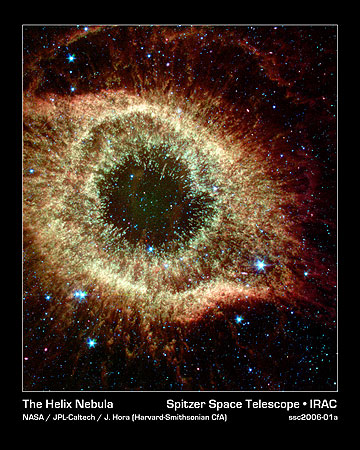 The Helix Nebula Spitzer Space Telescope • IRAC
NASA / JPL-Caltech / J. Hora (Harvard-Smithsonian CfA) ssc2006-01a